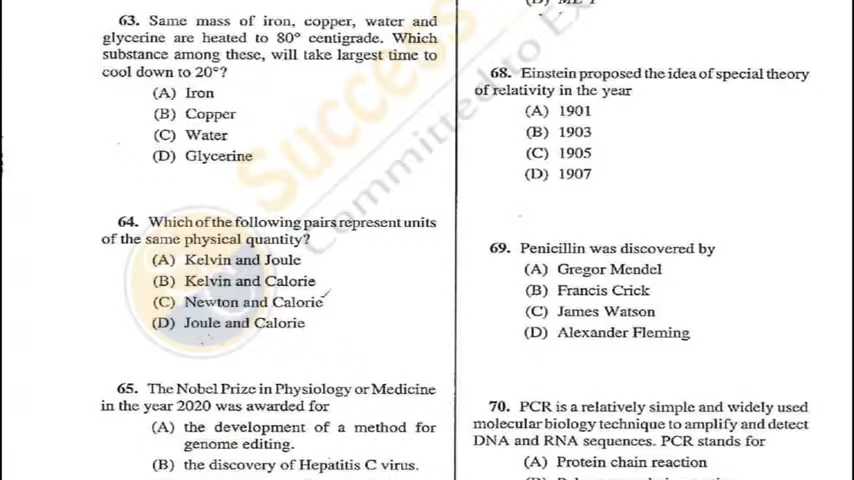 63. Same mass of iron, copper, water and
glycerine are heated to 80° centigrade. Which
substance among these, will take largest time to
cool down to 20°?
(A) Iron
(B) Copper
(C) Water
(D) Glycerine
64. Which of the following pairs represent units
of the same physical quantity?
(A) Kelvin and Joule
(B) Kelvin and Calorie
(C) Newton and Calorie
(D) Joule and Calorie
65. The Nobel Prize in Physiology or Medicine
in the year 2020 was awarded for
(A) the development of a method for
genome editing.
(B) the discovery of Hepatitis C virus.
68. Einstein proposed the idea of special theory
of relativity in the year
(A) 1901
(B) 1903
(C) 1905
(D) 1907
69. Penicillin was discovered by
(A) Gregor Mendel
(B) Francis Crick
(C) James Watson
(D) Alexander Fleming
70. PCR is a relatively simple and widely used
molecular biology technique to amplify and detect
DNA and RNA sequences. PCR stands for
(A) Protein chain reaction
Success
Committed to